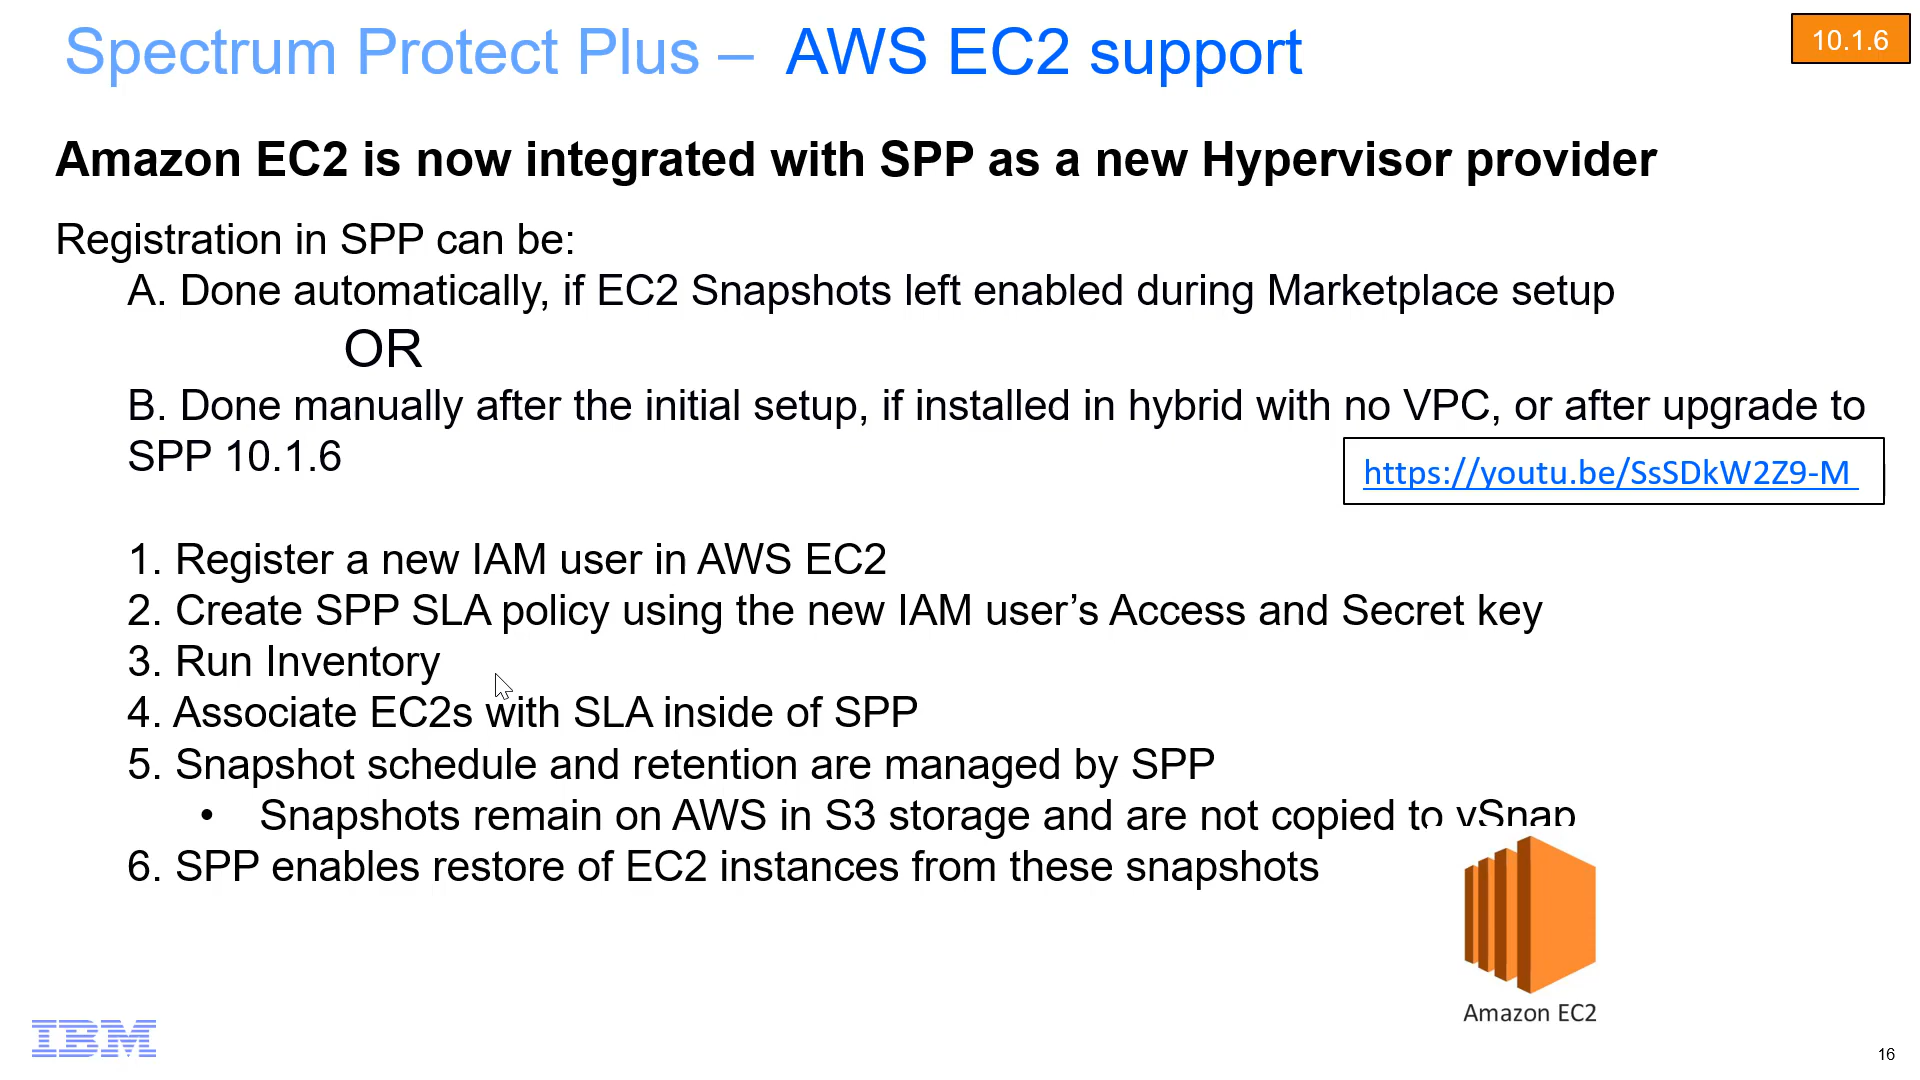 Spectrum Protect Plus – AWS EC2 support
10.1.6
Amazon EC2 is now integrated with SPP as a new Hypervisor provider
Registration in SPP can be:
A. Done automatically, if EC2 Snapshots left enabled during Marketplace setup
OR
B. Done manually after the initial setup, if installed in hybrid with no VPC, or after upgrade to
SPP 10.1.6
https://youtu.be/SsSDkW2Z9-M
1. Register a new IAM user in AWS EC2
2. Create SPP SLA policy using the new IAM user’s Access and Secret key
3. Run Inventory
4. Associate EC2s with SLA inside of SPP
5. Snapshot schedule and retention are managed by SPP
• Snapshots remain on AWS in S3 storage and are not copied to vSnap
6. SPP enables restore of EC2 instances from these snapshots
Amazon EC2
IBM
16